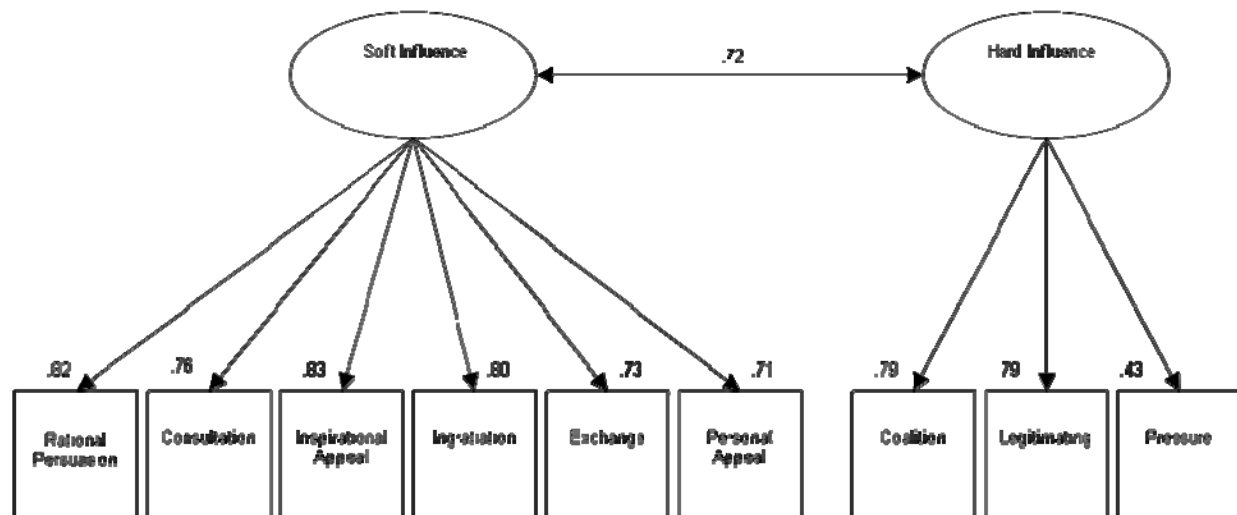 Soft Influence
.72
Hard Influence
.82
.76
.83
.80
.73
.71
.79
79
.43
Rational
Persuasion
Consultation
Inspirational
Appeal
Ingratiation
Exchange
Personal
Appeal
Coalition
Legitimating
Pressure